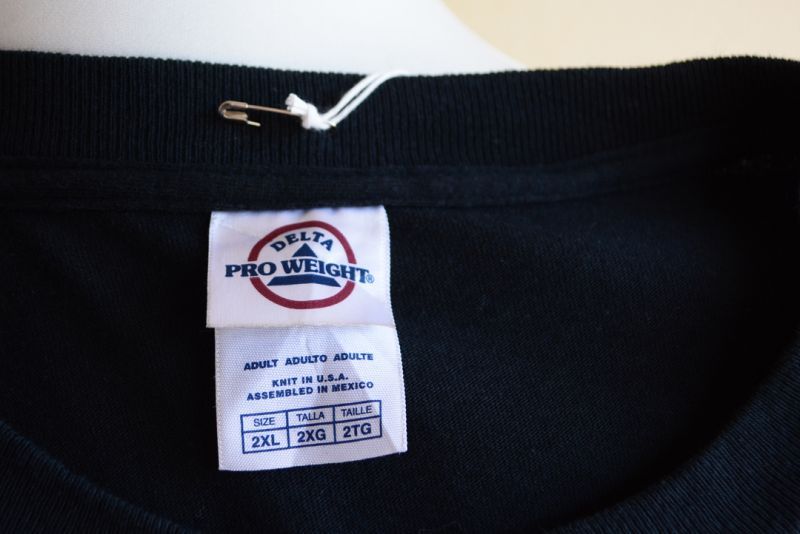 DELTA
PRO WEIGHT®
ADULT ADULTO ADULTE
KNIT IN U.S.A.
ASSEMBLED IN MEXICO
SIZE TALLA TAILLE
2XL 2XG 2TG